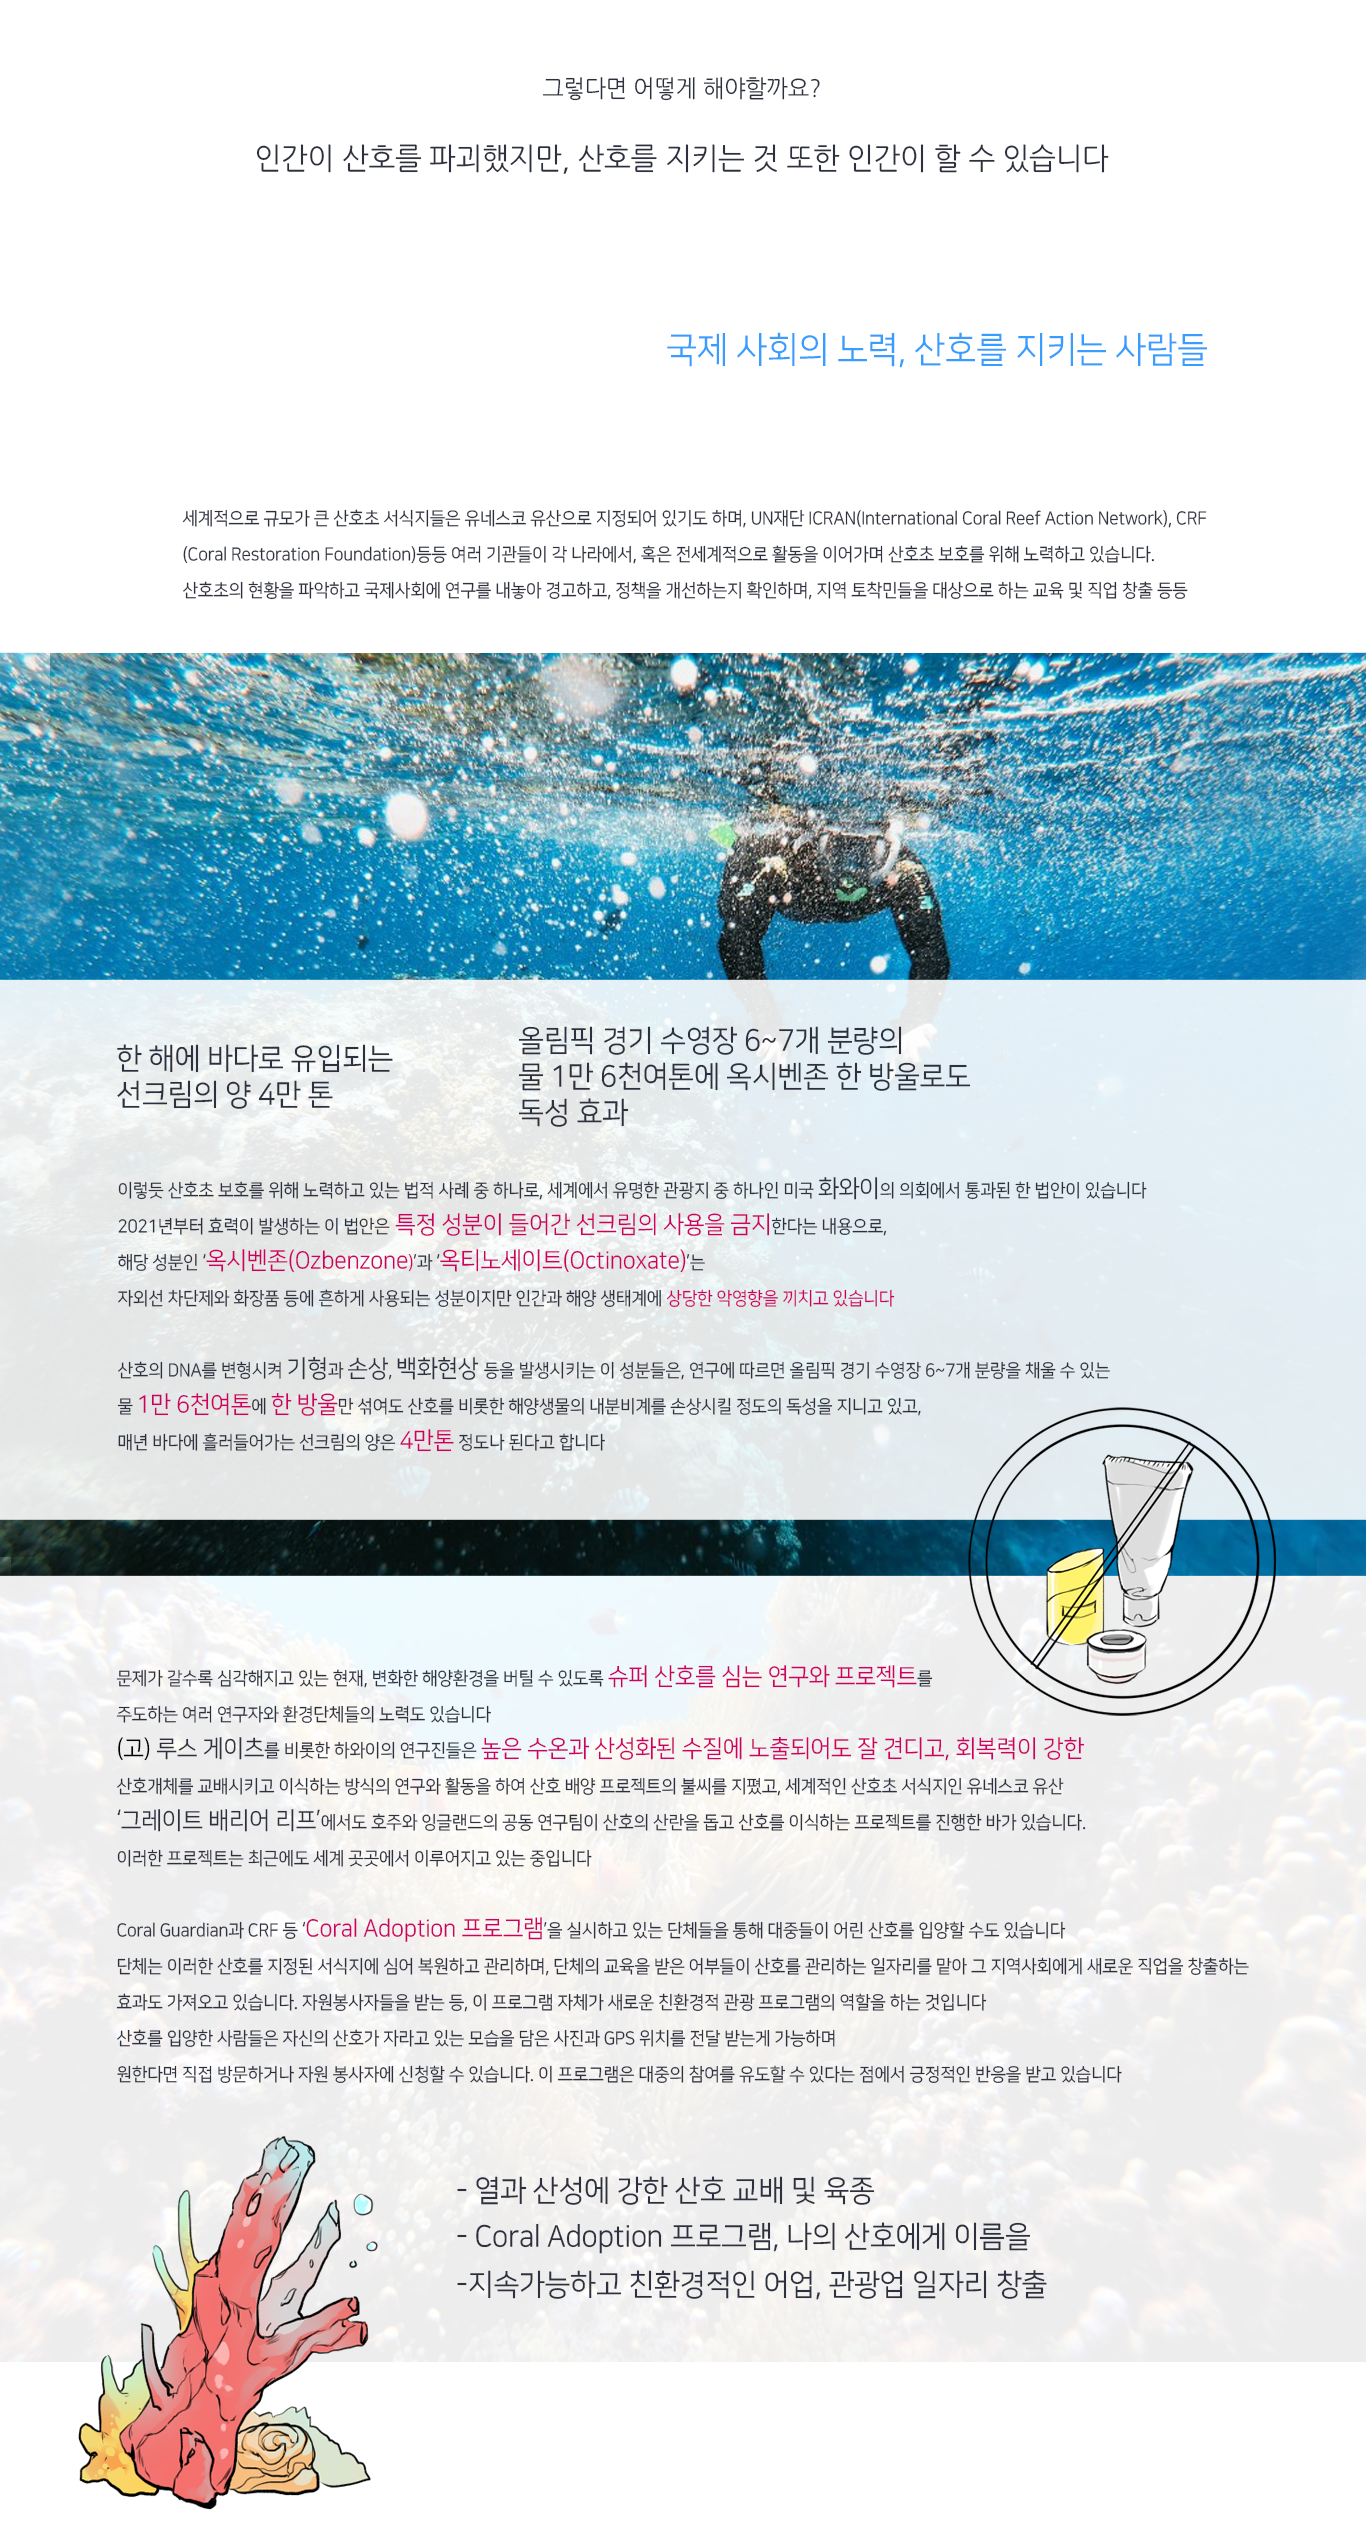 그렇다면 어떻게 해야할까요?
인간이 산호를 파괴했지만, 산호를 지키는 것 또한 인간이 할 수 있습니다
국제 사회의 노력, 산호를 지키는 사람들
세계적으로 규모가 큰 산호초 서식지들은 유네스코 유산으로 지정되어 있기도 하며, UN재단 ICRAN(International Coral Reef Action Network), CRF
(Coral Restoration Foundation)등등 여러 기관들이 각 나라에서, 혹은 전세계적으로 활동을 이어가며 산호초 보호를 위해 노력하고 있습니다.
산호초의 현황을 파악하고 국제사회에 연구를 내놓아 경고하고, 정책을 개선하는지 확인하며, 지역 토착민들을 대상으로 하는 교육 및 직업 창출 등등
한 해에 바다로 유입되는
선크림의 양 4만 톤
올림픽 경기 수영장 6~7개 분량의
물 1만 6천여톤에 옥시벤존 한 방울로도
독성 효과
이렇듯 산호초 보호를 위해 노력하고 있는 법적 사례 중 하나로, 세계에서 유명한 관광지 중 하나인 미국 화와이의 의회에서 통과된 한 법안이 있습니다
2021년부터 효력이 발생하는 이 법안은 특정 성분이 들어간 선크림의 사용을 금지한다는 내용으로,
해당 성분인 '옥시벤존(Ozbenzone)'과 '옥티노세이트(Octinoxate)'는
자외선 차단제와 화장품 등에 흔하게 사용되는 성분이지만 인간과 해양 생태계에 상당한 악영향을 끼치고 있습니다
산호의 DNA를 변형시켜 기형과 손상, 백화현상 등을 발생시키는 이 성분들은, 연구에 따르면 올림픽 경기 수영장 6~7개 분량을 채울 수 있는
물 1만 6천여톤에 한 방울만 섞여도 산호를 비롯한 해양생물의 내분비계를 손상시킬 정도의 독성을 지니고 있고,
매년 바다에 흘러들어가는 선크림의 양은 4만톤 정도나 된다고 합니다
문제가 갈수록 심각해지고 있는 현재, 변화한 해양환경을 버틸 수 있도록 슈퍼 산호를 심는 연구와 프로젝트를
주도하는 여러 연구자와 환경단체들의 노력도 있습니다
(고) 루스 게이츠를 비롯한 하와이의 연구진들은 높은 수온과 산성화된 수질에 노출되어도 잘 견디고, 회복력이 강한
산호개체를 교배시키고 이식하는 방식의 연구와 활동을 하여 산호 배양 프로젝트의 불씨를 지폈고, 세계적인 산호초 서식지인 유네스코 유산
'그레이트 배리어 리프'에서도 호주와 잉글랜드의 공동 연구팀이 산호의 산란을 돕고 산호를 이식하는 프로젝트를 진행한 바가 있습니다.
이러한 프로젝트는 최근에도 세계 곳곳에서 이루어지고 있는 중입니다
Coral Guardian과 CRF 등 'Coral Adoption 프로그램'을 실시하고 있는 단체들을 통해 대중들이 어린 산호를 입양할 수도 있습니다
단체는 이러한 산호를 지정된 서식지에 심어 복원하고 관리하며, 단체의 교육을 받은 어부들이 산호를 관리하는 일자리를 맡아 그 지역사회에게 새로운 직업을 창출하는
효과도 가져오고 있습니다. 자원봉사자들을 받는 등, 이 프로그램 자체가 새로운 친환경적 관광 프로그램의 역할을 하는 것입니다
산호를 입양한 사람들은 자신의 산호가 자라고 있는 모습을 담은 사진과 GPS 위치를 전달 받는게 가능하며
원한다면 직접 방문하거나 자원 봉사자에 신청할 수 있습니다. 이 프로그램은 대중의 참여를 유도할 수 있다는 점에서 긍정적인 반응을 받고 있습니다
- 열과 산성에 강한 산호 교배 및 육종
- Coral Adoption 프로그램, 나의 산호에게 이름을
-지속가능하고 친환경적인 어업, 관광업 일자리 창출